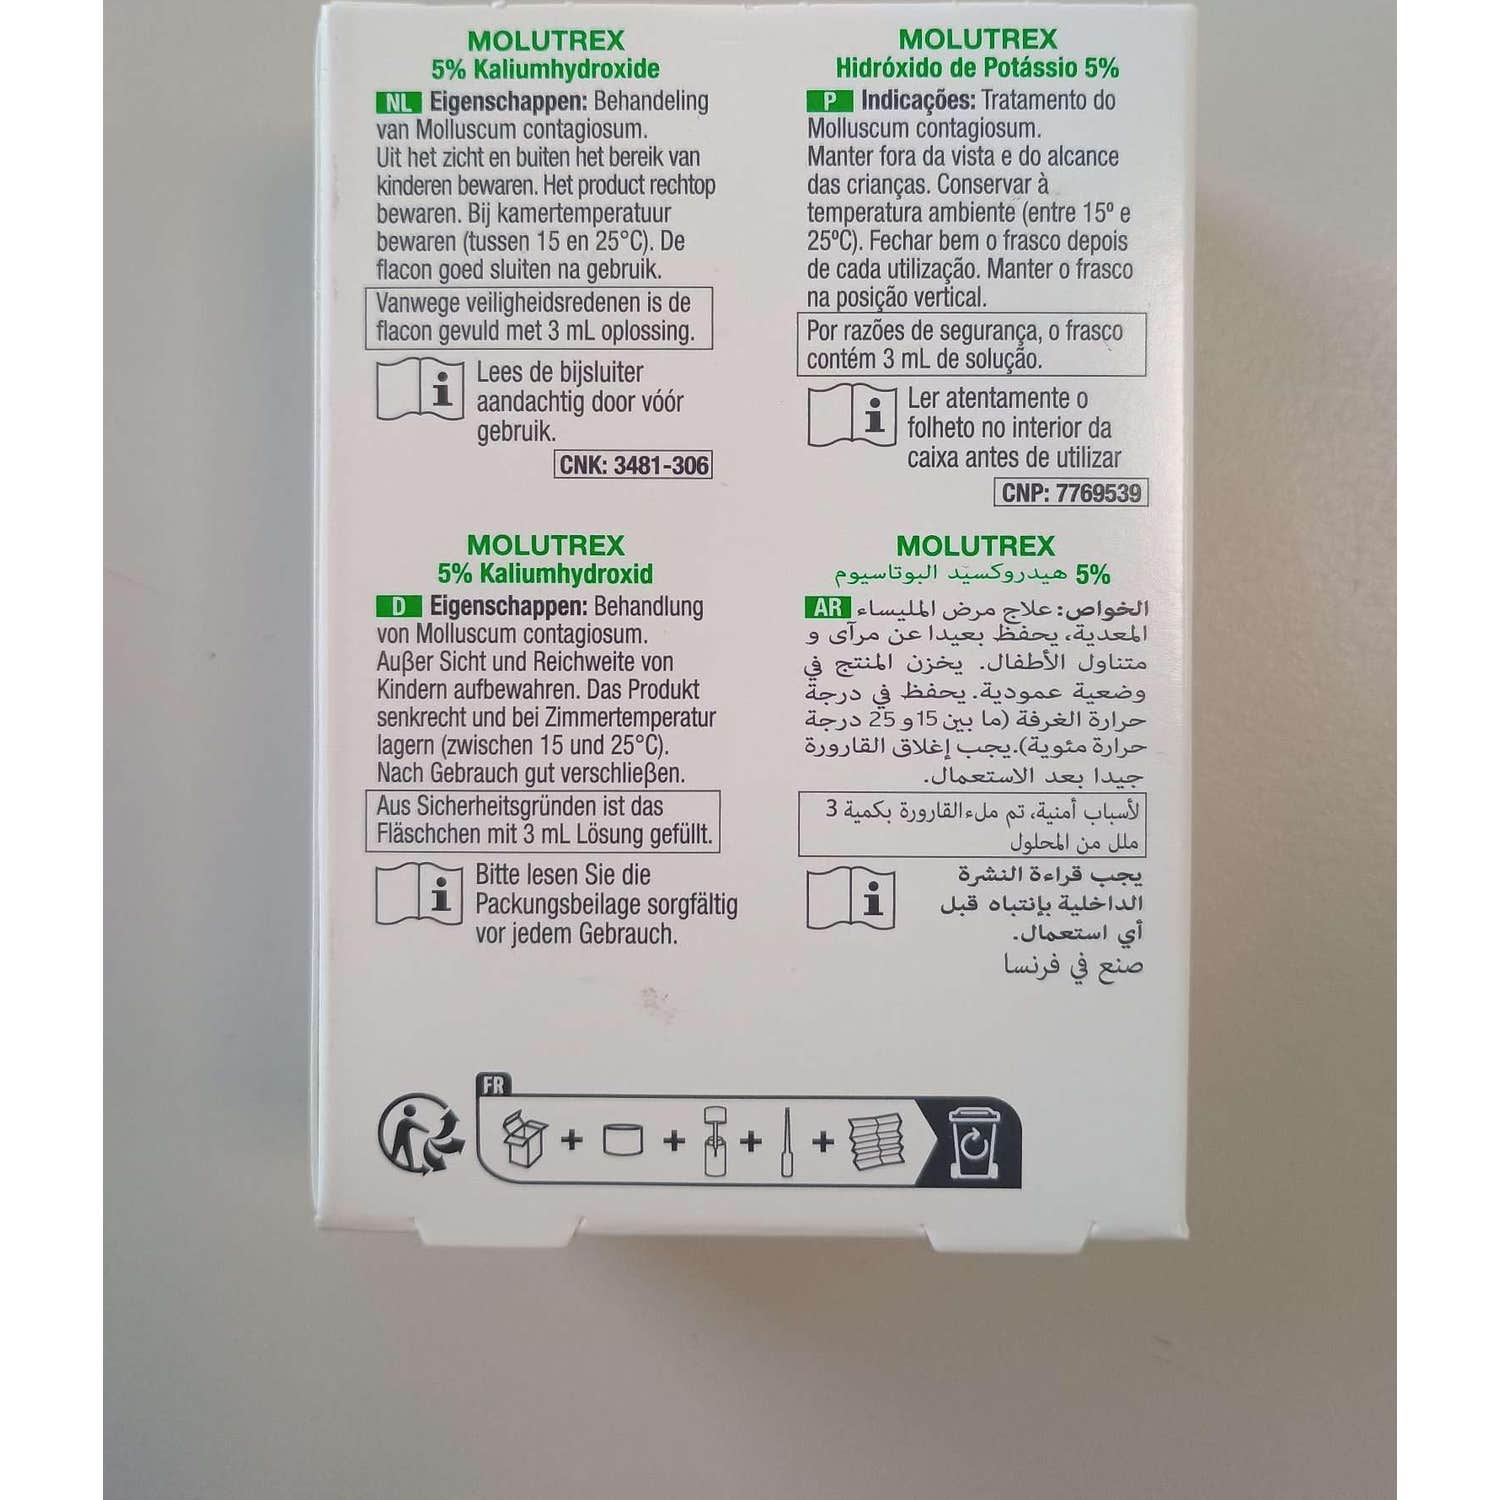 MOLUTREX
5% Kaliumhydroxide
NL Eigenschappen: Behandeling
van Molluscum contagiosum.
Uit het zicht en buiten het bereik van
kinderen bewaren. Het product rechtop
bewaren. Bij kamertemperatuur
bewaren (tussen 15 en 25°C). De
flacon goed sluiten na gebruik.
Vanwege veiligheidsredenen is de
flacon gevuld met 3 mL oplossing.
Lees de bijsluiter
aandachtig door vóór
gebruik.
CNK: 3481-306
MOLUTREX
Hidróxido de Potássio 5%
P Indicações: Tratamento do
Molluscum contagiosum.
Manter fora da vista e do alcance
das crianças. Conservar à
temperatura ambiente (entre 15º e
25ºC). Fechar bem o frasco depois
de cada utilização. Manter o frasco
na posição vertical.
Por razões de segurança, o frasco
contém 3 mL de solução.
Ler atentamente o
folheto no interior da
caixa antes de utilizar
CNP: 7769539
MOLUTREX
5% Kaliumhydroxid
D Eigenschappen: Behandlung
von Molluscum contagiosum.
Außer Sicht und Reichweite von
Kindern aufbewahren. Das Produkt
senkrecht und bei Zimmertemperatur
lagern (zwischen 15 und 25°C).
Nach Gebrauch gut verschließen.
Aus Sicherheitsgründen ist das
Fläschchen mit 3 mL Lösung gefüllt.
Bitte lesen Sie die
Packungsbeilage sorgfältig
vor jedem Gebrauch.
MOLUTREX
5% هيدروكسيّد البوتاسيوم
AR الخواص: علاج مرض المليساء
المعدية، يحفظ بعيدا عن مرآى و
متناول الأطفال. يخزن المنتج في
وضعية عمودية. يحفظ في درجة
حرارة الغرفة (ما بين 15 و 25 درجة
حرارة مئوية). يجب إغلاق القارورة
جيدا بعد الاستعمال.
لأسباب أمنية، تم ملء القارورة بكمية 3
ملل من المحلول
يجب قراءة النشرة
الداخلية بإنتباه قبل
أي استعمال.
صنع في فرنسا
FR